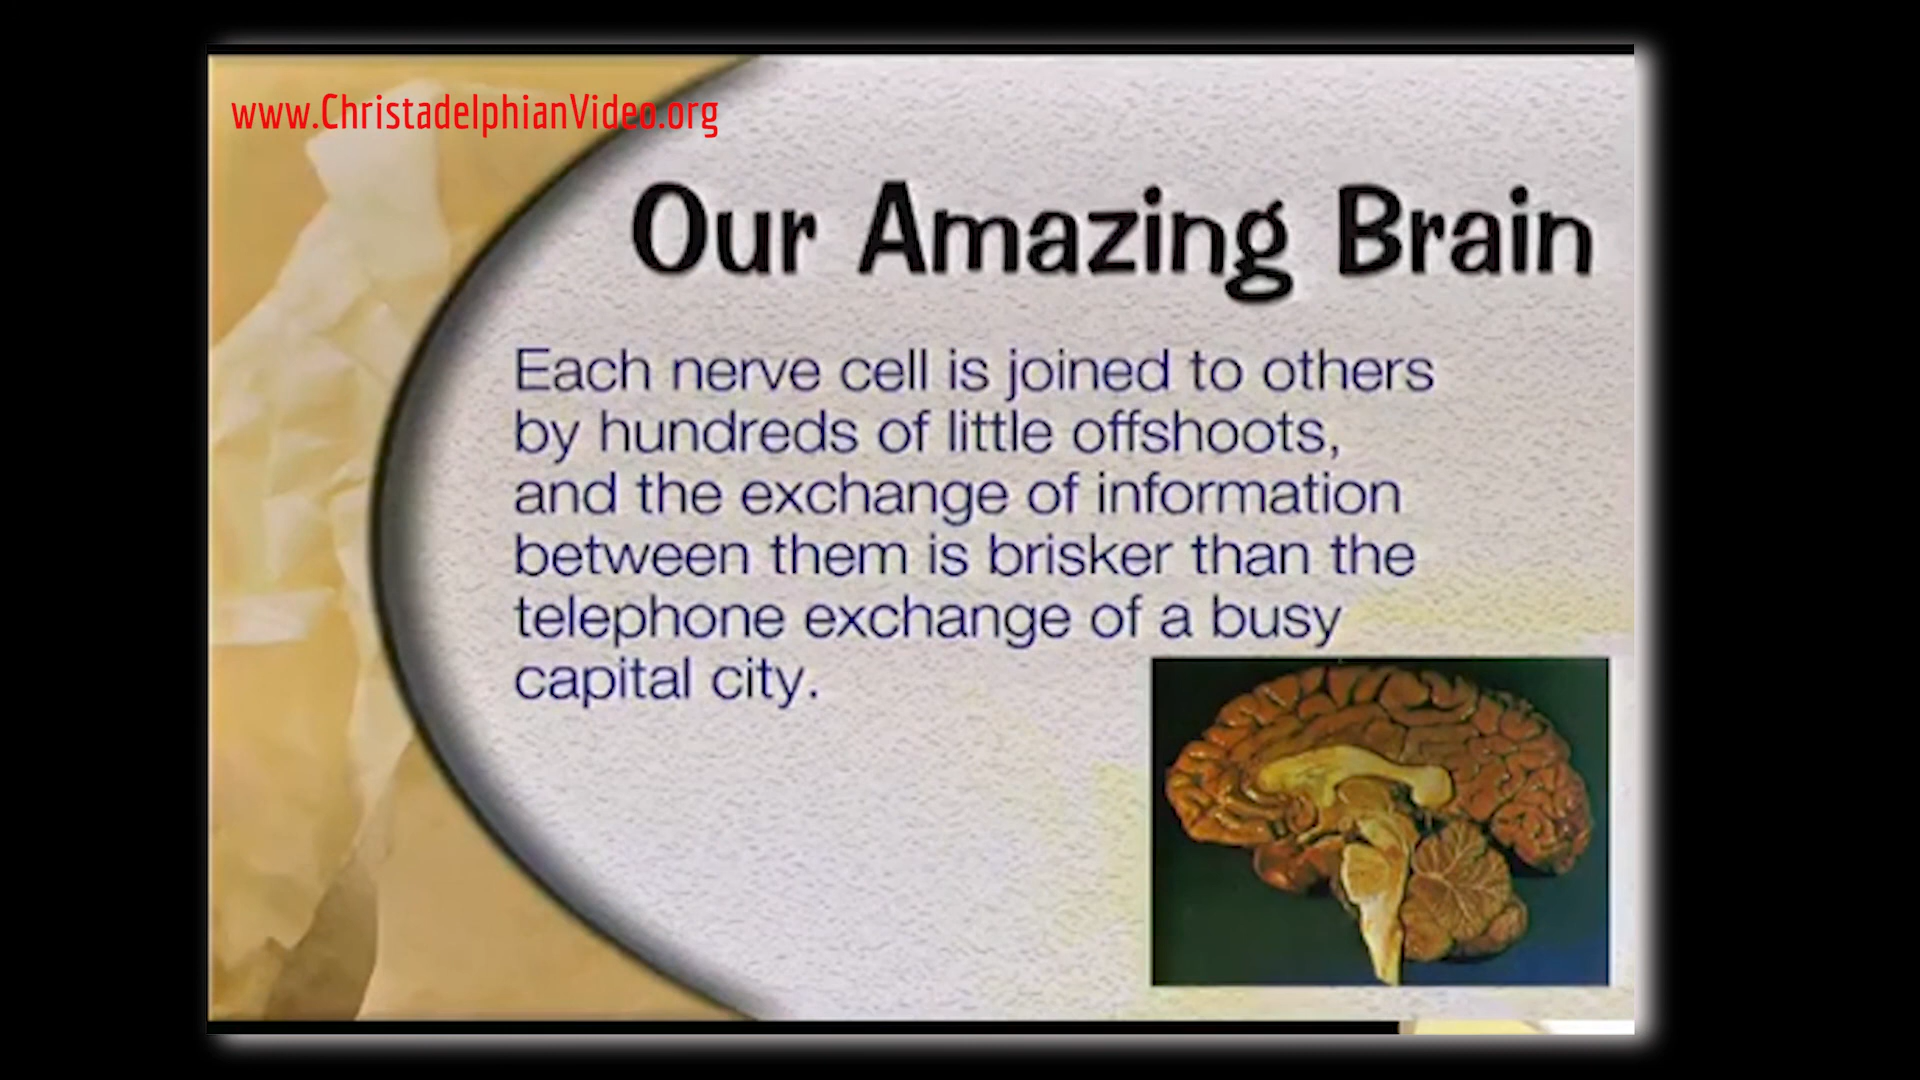 www.ChristadelphianVideo.org
Our Amazing Brain
Each nerve cell is joined to others
by hundreds of little offshoots,
and the exchange of information
between them is brisker than the
telephone exchange of a busy
capital city.